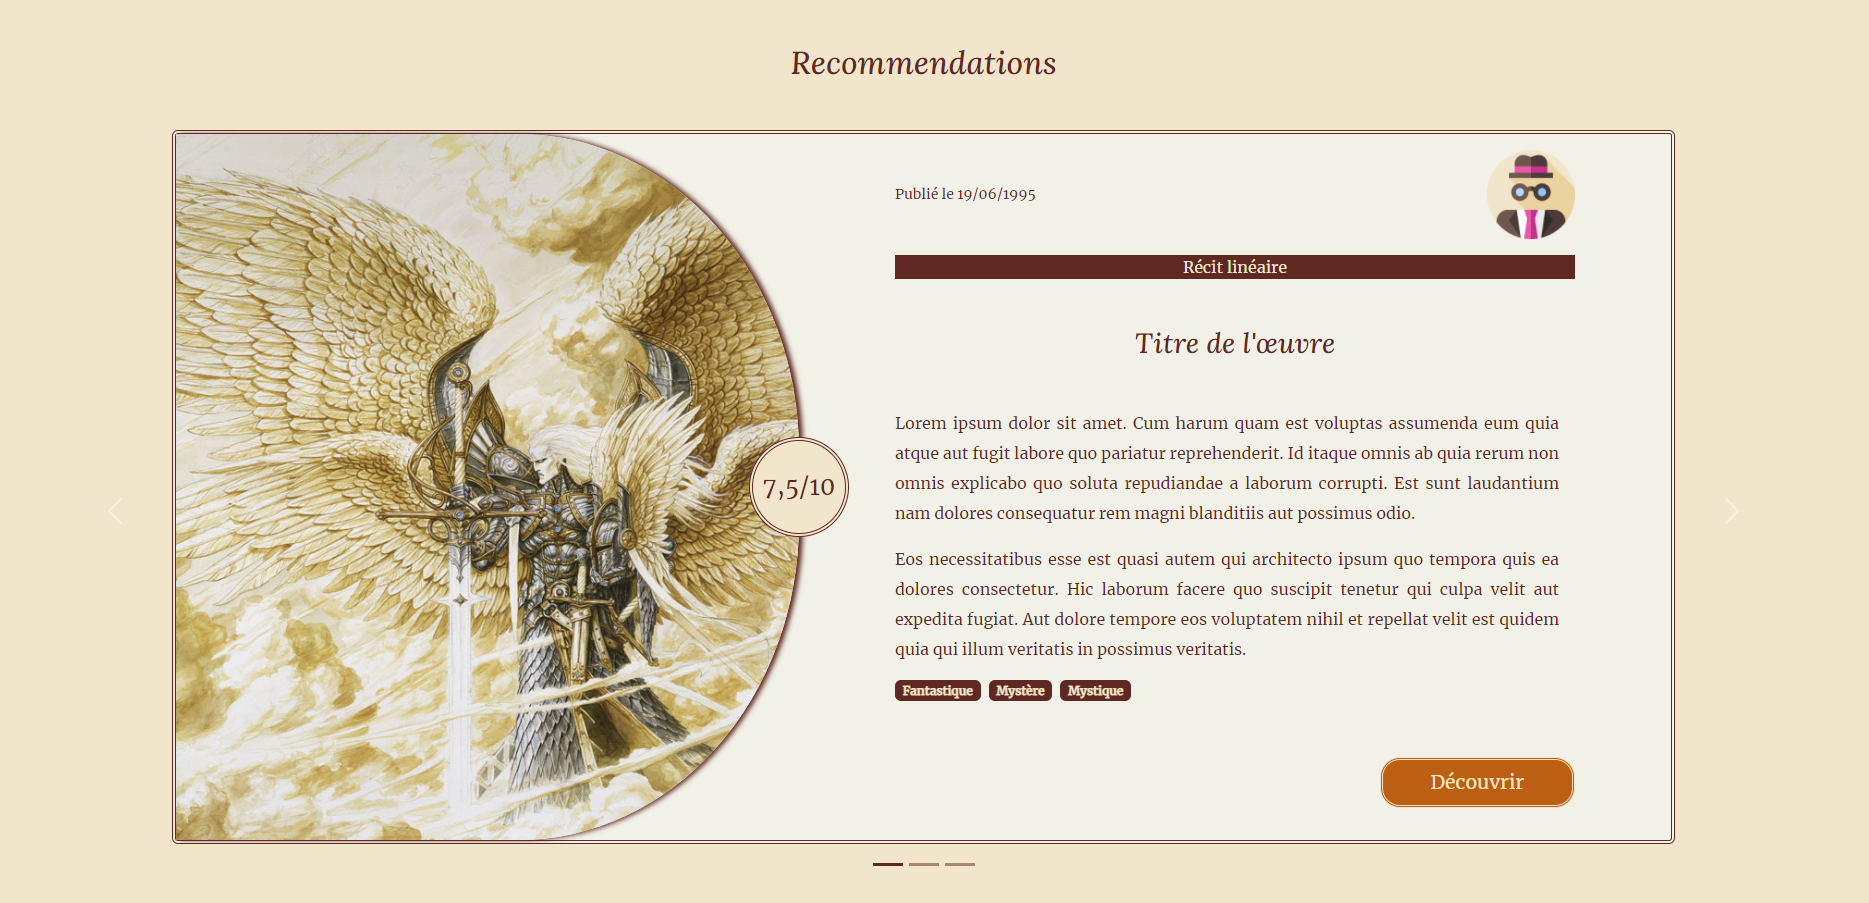 Recommendations
Publié le 19/06/1995
Récit linéaire
Titre de l'œuvre
7,5/10
Lorem ipsum dolor sit amet. Cum harum quam est voluptas assumenda eum quia
atque aut fugit labore quo pariatur reprehenderit. Id itaque omnis ab quia rerum non
omnis explicabo quo soluta repudiandae a laborum corrupti. Est sunt laudantium
nam dolores consequatur rem magni blanditiis aut possimus odio.
Eos necessitatibus esse est quasi autem qui architecto ipsum quo tempora quis ea
dolores consectetur. Hic laborum facere quo suscipit tenetur qui culpa velit aut
expedita fugiat. Aut dolore tempore eos voluptatem nihil et repellat velit est quidem
quia qui illum veritatis in possimus veritatis.
Fantastique Mystère Mystique
Découvrir